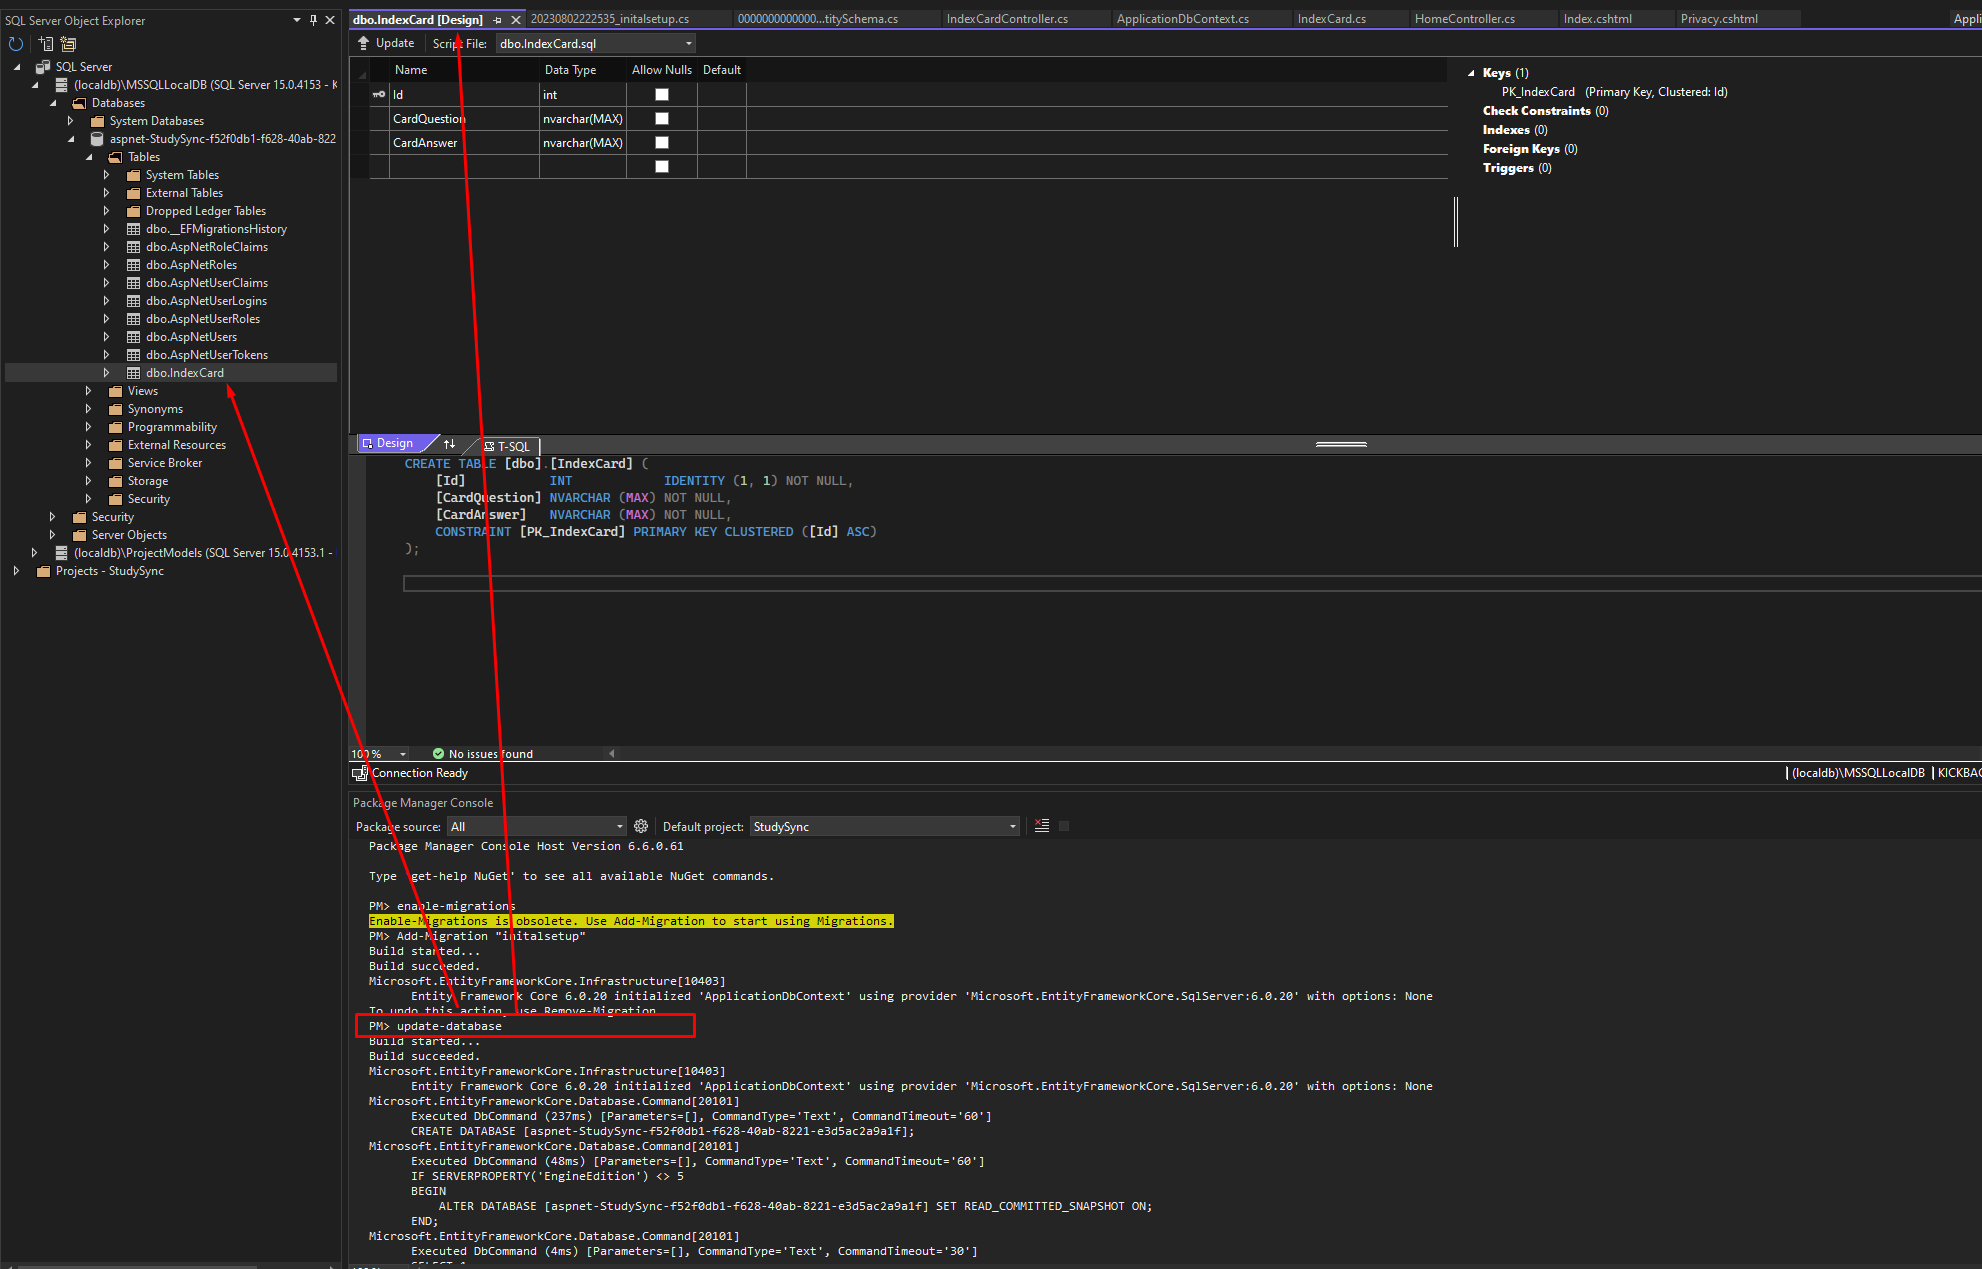 SQL Server Object Explorer
SQL Server
(localdb)\MSSQLLocalDB (SQL Server 15.0.4153 - K
Databases
System Databases
aspnet-StudySync-f52f0db1-f628-40ab-822
Tables
System Tables
External Tables
Dropped Ledger Tables
dbo.__EFMigrationsHistory
dbo.AspNetRoleClaims
dbo.AspNetRoles
dbo.AspNetUserClaims
dbo.AspNetUserLogins
dbo.AspNetUserRoles
dbo.AspNetUsers
dbo.AspNetUserTokens
dbo.IndexCard
Views
Synonyms
Programmability
External Resources
Service Broker
Storage
Security
Security
Server Objects
(localdb)\ProjectModels (SQL Server 15.0.4153.1 -
Projects - StudySync
dbo.IndexCard [Design] 20230802222535_initalsetup.cs 0000000000000...titySchema.cs IndexCardController.cs ApplicationDbContext.cs IndexCard.cs HomeController.cs Index.cshtml Privacy.cshtml Appli
Update Script File: dbo.IndexCard.sql
Name Data Type Allow Nulls Default
Id int
CardQuestion nvarchar(MAX)
CardAnswer nvarchar(MAX)
Keys (1)
PK_IndexCard (Primary Key, Clustered: Id)
Check Constraints (0)
Indexes (0)
Foreign Keys (0)
Triggers (0)
Design T-SQL
CREATE TABLE [dbo].[IndexCard] (
[Id] INT IDENTITY (1, 1) NOT NULL,
[CardQuestion] NVARCHAR (MAX) NOT NULL,
[CardAnswer] NVARCHAR (MAX) NOT NULL,
CONSTRAINT [PK_IndexCard] PRIMARY KEY CLUSTERED ([Id] ASC)
);
100 % No issues found
Connection Ready (localdb)\MSSQLLocalDB KICKBAC
Package Manager Console
Package source: All Default project: StudySync
Package Manager Console Host Version 6.6.0.61
Type 'get-help NuGet' to see all available NuGet commands.
PM> enable-migrations
Enable-Migrations is obsolete. Use Add-Migration to start using Migrations.
PM> Add-Migration "initalsetup"
Build started...
Build succeeded.
Microsoft.EntityFrameworkCore.Infrastructure[10403]
Entity Framework Core 6.0.20 initialized 'ApplicationDbContext' using provider 'Microsoft.EntityFrameworkCore.SqlServer:6.0.20' with options: None
To undo this action, use Remove-Migration.
PM> update-database
Build started...
Build succeeded.
Microsoft.EntityFrameworkCore.Infrastructure[10403]
Entity Framework Core 6.0.20 initialized 'ApplicationDbContext' using provider 'Microsoft.EntityFrameworkCore.SqlServer:6.0.20' with options: None
Microsoft.EntityFrameworkCore.Database.Command[20101]
Executed DbCommand (237ms) [Parameters=[], CommandType='Text', CommandTimeout='60']
CREATE DATABASE [aspnet-StudySync-f52f0db1-f628-40ab-8221-e3d5ac2a9a1f];
Microsoft.EntityFrameworkCore.Database.Command[20101]
Executed DbCommand (48ms) [Parameters=[], CommandType='Text', CommandTimeout='60']
IF SERVERPROPERTY('EngineEdition') <> 5
BEGIN
ALTER DATABASE [aspnet-StudySync-f52f0db1-f628-40ab-8221-e3d5ac2a9a1f] SET READ_COMMITTED_SNAPSHOT ON;
END;
Microsoft.EntityFrameworkCore.Database.Command[20101]
Executed DbCommand (4ms) [Parameters=[], CommandType='Text', CommandTimeout='30']
SELECT 1